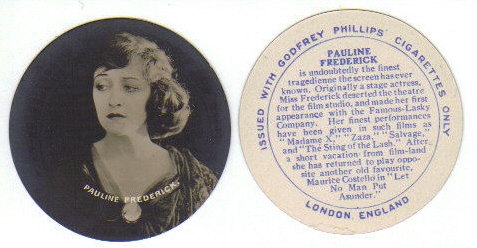 PAULINE FREDERICK.
ISSUED WITH GODFREY PHILLIPS' CIGARETTES ONLY
PAULINE
FREDERICK
is undoubtedly the finest
tragedienne the screen has ever
known. Originally a stage actress,
Miss Frederick deserted the theatre
for the film studio, and made her first
appearance with the Famous-Lasky
Company. Her finest performances
have been given in such films as
"Madame X," "Zaza," "Salvage,"
and "The Sting of the Lash." After
a short vacation from film-land
she has returned to play oppo-
site another old favourite,
Maurice Costello in "Let
No Man Put
Asunder."
LONDON ENGLAND